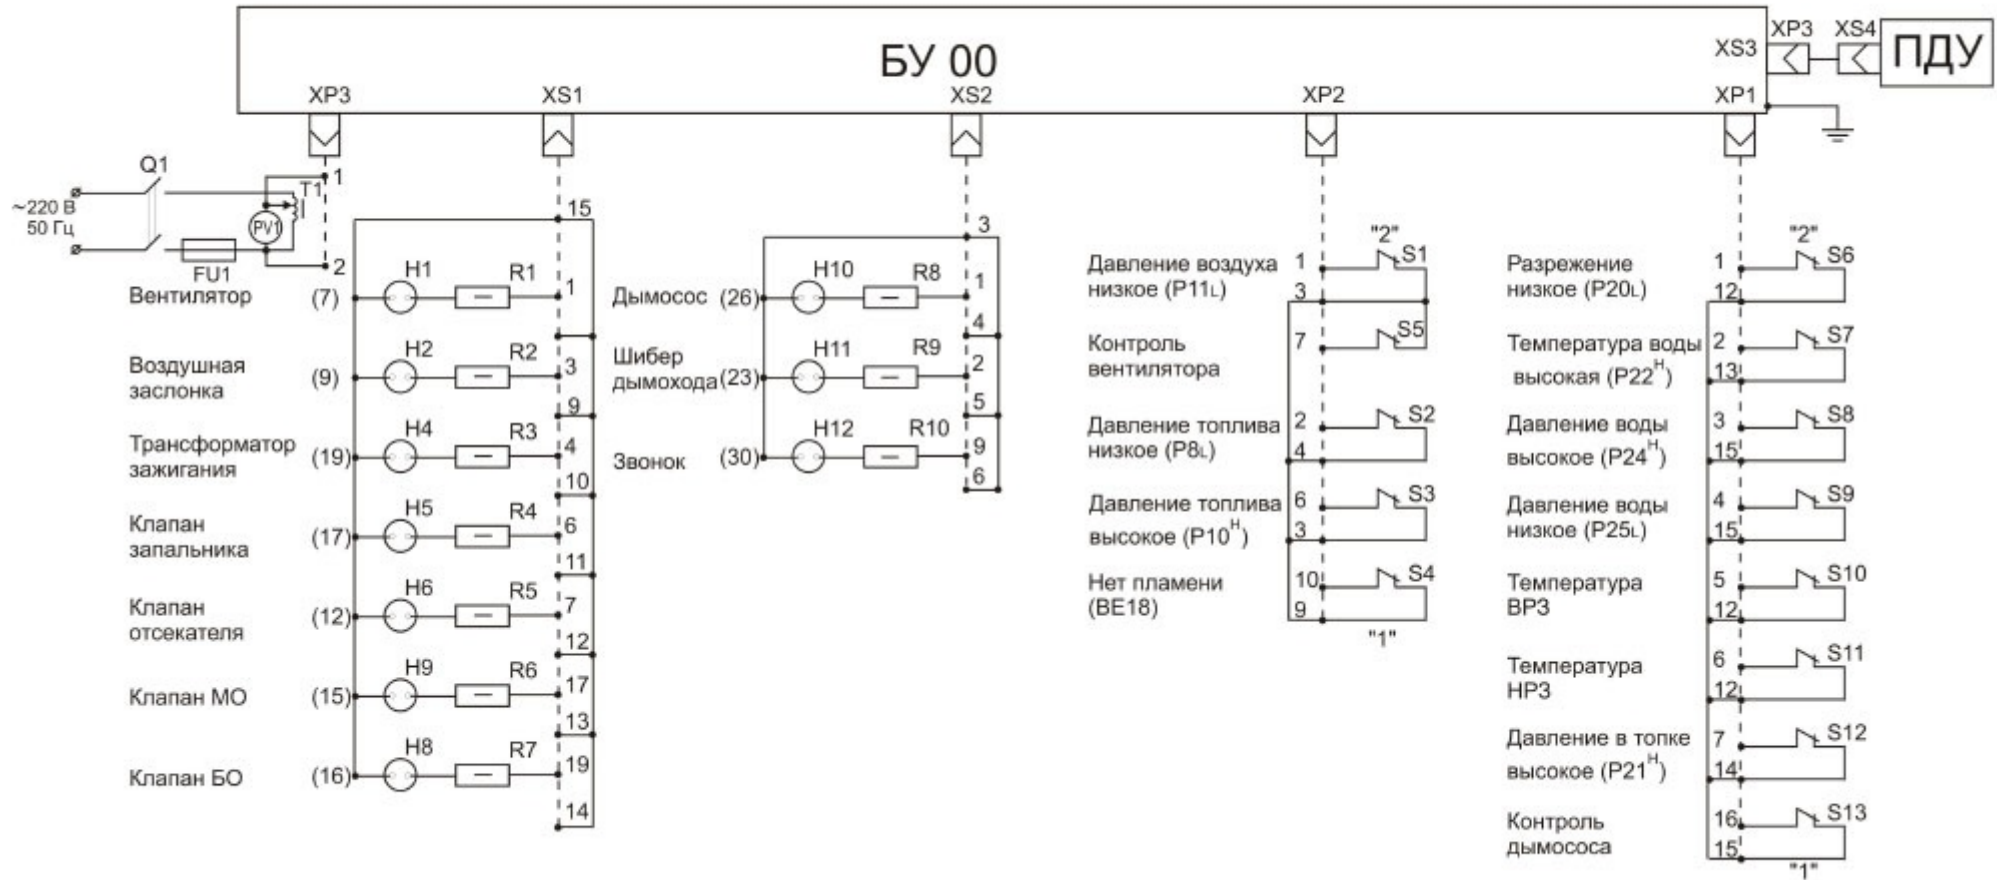 БУ 00
XP3
XS1
XS2
XP2
XP1
XS3
XP3
XS4
ПДУ
Q1
~220 В
50 Гц
FU1
PV1
T1
1
2
15
Вентилятор (7) H1 R1 1
Воздушная
заслонка (9) H2 R2 3
9
Трансформатор
зажигания (19) H4 R3 4
10
Клапан
запальника (17) H5 R4 6
11
Клапан
отсекателя (12) H6 R5 7
12
Клапан МО (15) H9 R6 17
13
Клапан БО (16) H8 R7 19
14
3
Дымосос (26) H10 R8 1
4
Шибер
дымохода (23) H11 R9 2
5
Звонок (30) H12 R10 9
6
"2"
Давление воздуха 1 S1
низкое (P11L) 3
Контроль 7 S5
вентилятора
Давление топлива 2 S2
низкое (P8L) 4
Давление топлива 6 S3
высокое (P10H) 3
Нет пламени 10 S4
(BE18) 9
"1"
"2"
Разрежение 1 S6
низкое (P20L) 12
Температура воды 2 S7
высокая (P22H) 13
Давление воды 3 S8
высокое (P24H) 15
Давление воды 4 S9
низкое (P25L) 15
Температура 5 S10
ВРЗ 12
Температура 6 S11
НРЗ 12
Давление в топке 7 S12
высокое (P21H) 14
Контроль 16 S13
дымососа 15
"1"